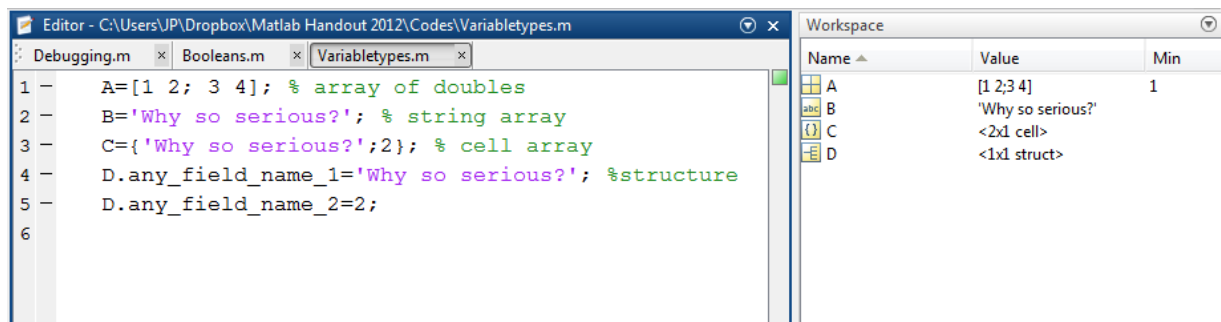 Editor - C:\Users\JP\Dropbox\Matlab Handout 2012\Codes\Variabletypes.m
Debugging.m × Booleans.m × Variabletypes.m ×
1 – A=[1 2; 3 4]; % array of doubles
2 – B='Why so serious?'; % string array
3 – C={'Why so serious?';2}; % cell array
4 – D.any_field_name_1='Why so serious?'; %structure
5 – D.any_field_name_2=2;
6
Workspace
Name Value Min
A [1 2;3 4] 1
abc B 'Why so serious?'
{} C <2x1 cell>
D <1x1 struct>